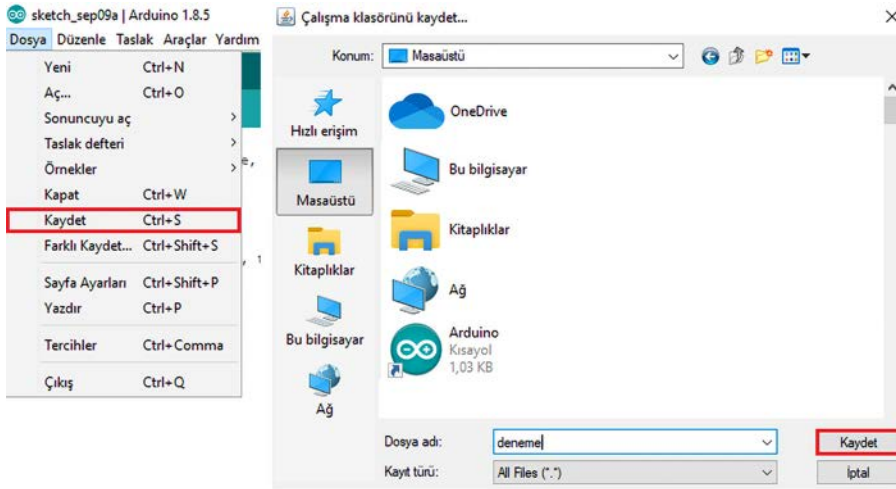 sketch_sep09a | Arduino 1.8.5
Dosya Düzenle Taslak Araçlar Yardım
Yeni Ctrl+N
Aç... Ctrl+O
Sonuncuyu aç
Taslak defteri
Örnekler
Kapat Ctrl+W
Kaydet Ctrl+S
Farklı Kaydet... Ctrl+Shift+S
Sayfa Ayarları Ctrl+Shift+P
Yazdır Ctrl+P
Tercihler Ctrl+Comma
Çıkış Ctrl+Q
Çalışma klasörünü kaydet...
Konum: Masaüstü
Hızlı erişim
Masaüstü
Kitaplıklar
Bu bilgisayar
Ağ
OneDrive
Bu bilgisayar
Kitaplıklar
Ağ
Arduino
Kısayol
1,03 KB
Dosya adı: deneme Kaydet
Kayıt türü: All Files (*.*) İptal